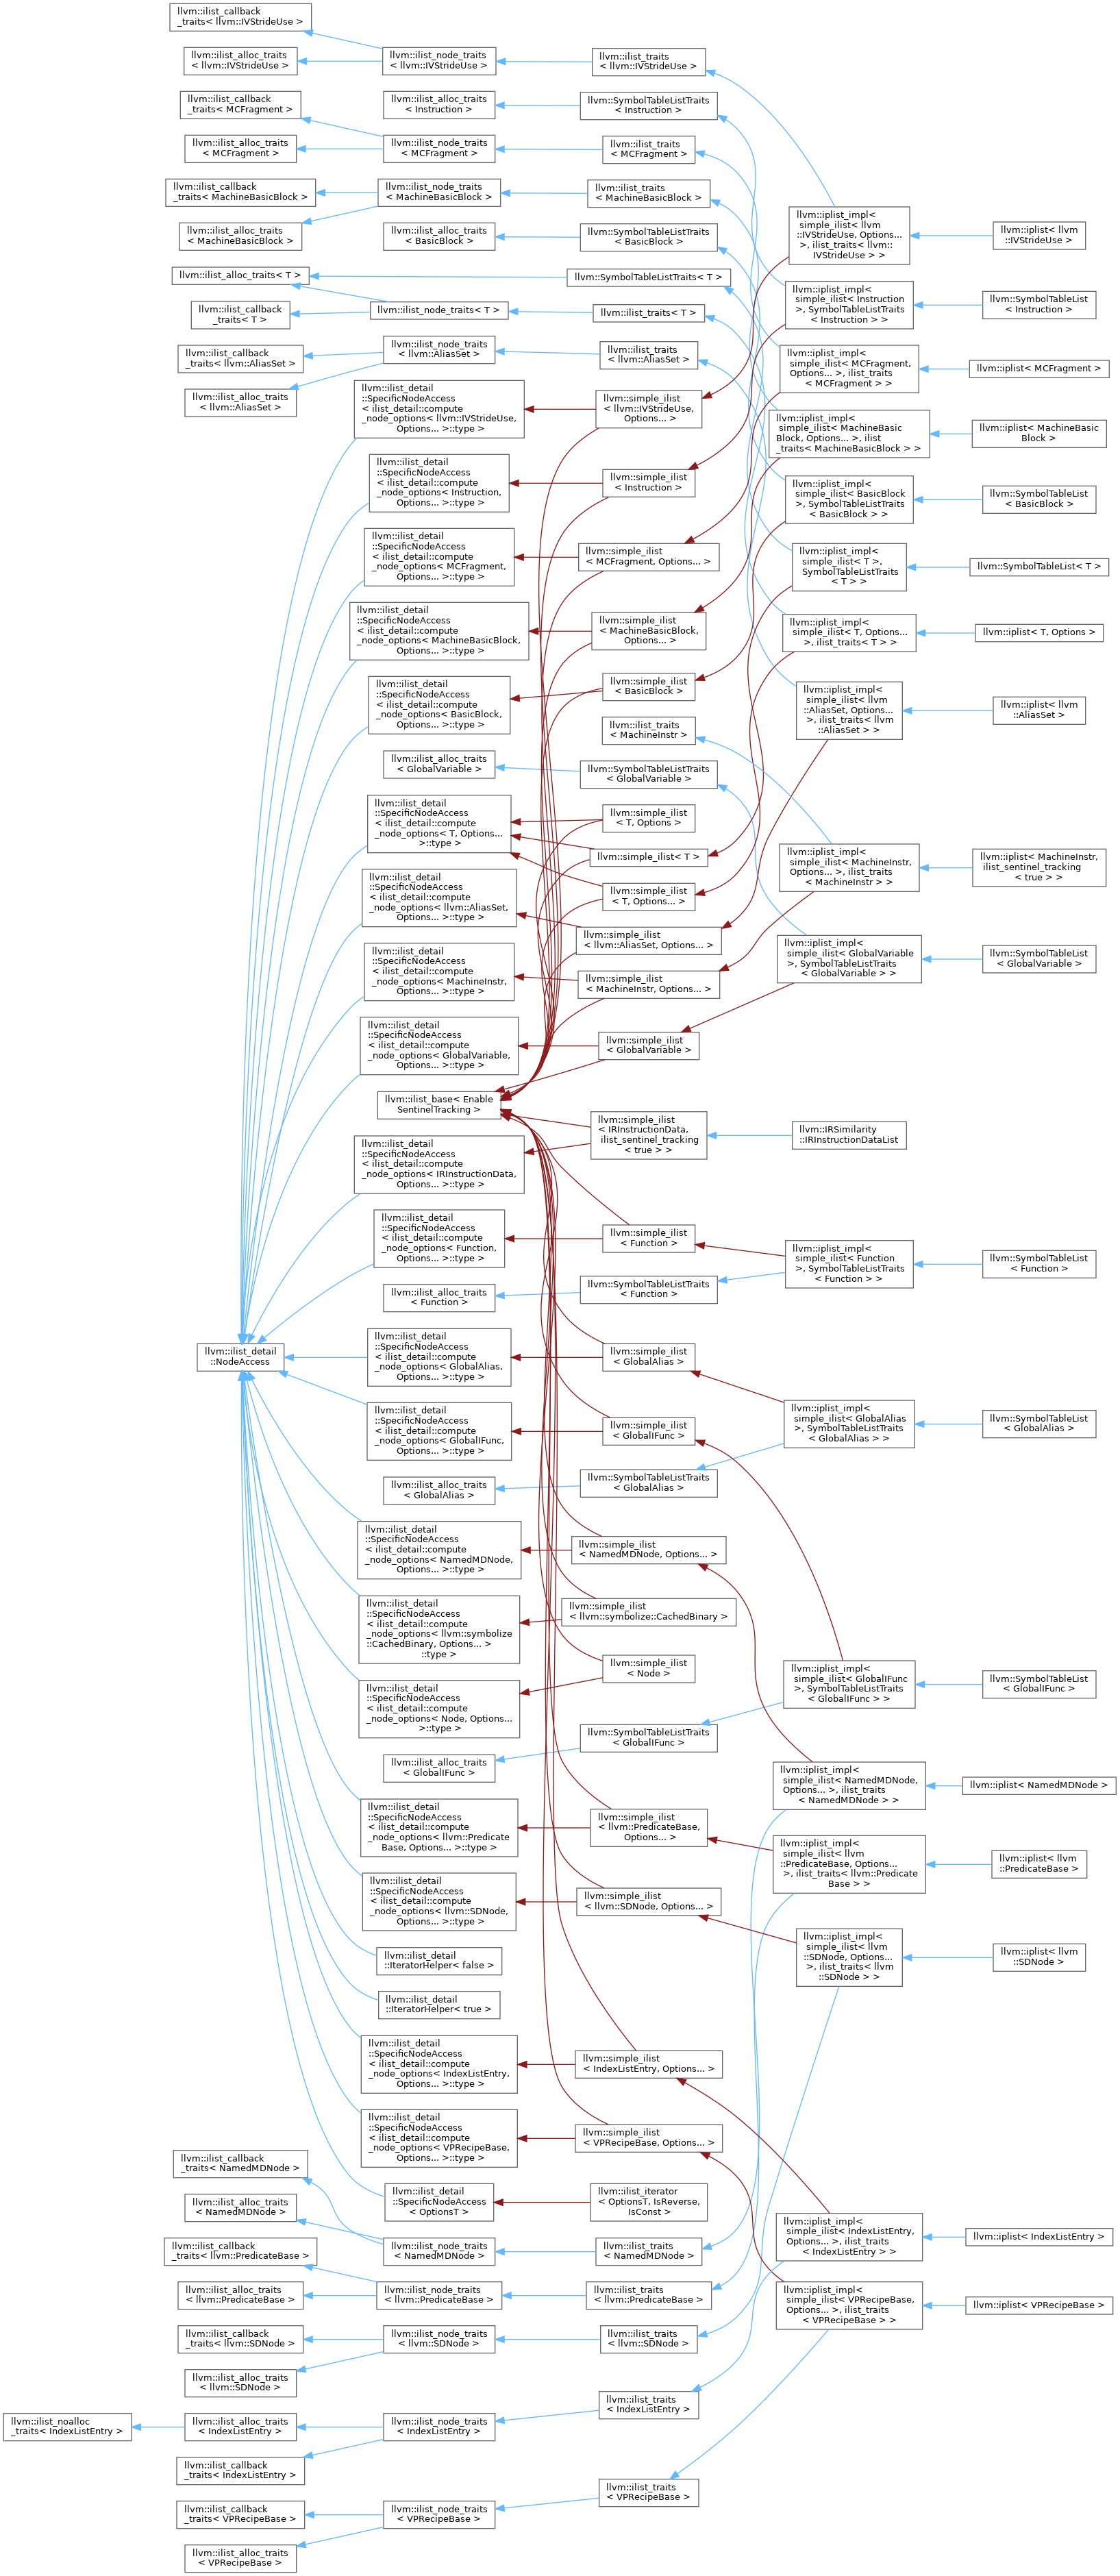 llvm::ilist_callback
_traits< llvm::IVStrideUse >
llvm::ilist_alloc_traits
< llvm::IVStrideUse >
llvm::ilist_node_traits
< llvm::IVStrideUse >
llvm::ilist_traits
< llvm::IVStrideUse >
llvm::ilist_callback
_traits< MCFragment >
llvm::ilist_alloc_traits
< Instruction >
llvm::SymbolTableListTraits
< Instruction >
llvm::ilist_alloc_traits
< MCFragment >
llvm::ilist_node_traits
< MCFragment >
llvm::ilist_traits
< MCFragment >
llvm::ilist_callback
_traits< MachineBasicBlock >
llvm::ilist_node_traits
< MachineBasicBlock >
llvm::ilist_traits
< MachineBasicBlock >
llvm::ilist_alloc_traits
< MachineBasicBlock >
llvm::ilist_alloc_traits
< BasicBlock >
llvm::SymbolTableListTraits
< BasicBlock >
llvm::iplist_impl<
simple_ilist< llvm
::IVStrideUse, Options...
>, ilist_traits< llvm::
IVStrideUse > >
llvm::iplist< llvm
::IVStrideUse >
llvm::ilist_alloc_traits< T >
llvm::SymbolTableListTraits< T >
llvm::iplist_impl<
simple_ilist< Instruction
>, SymbolTableListTraits
< Instruction > >
llvm::SymbolTableList
< Instruction >
llvm::ilist_callback
_traits< T >
llvm::ilist_node_traits< T >
llvm::ilist_traits< T >
llvm::ilist_callback
_traits< llvm::AliasSet >
llvm::ilist_node_traits
< llvm::AliasSet >
llvm::ilist_traits
< llvm::AliasSet >
llvm::iplist_impl<
simple_ilist< MCFragment,
Options... >, ilist_traits
< MCFragment > >
llvm::iplist< MCFragment >
llvm::ilist_alloc_traits
< llvm::AliasSet >
llvm::ilist_detail
::SpecificNodeAccess
< ilist_detail::compute
_node_options< llvm::IVStrideUse,
Options... >::type >
llvm::simple_ilist
< llvm::IVStrideUse,
Options... >
llvm::iplist_impl<
simple_ilist< MachineBasic
Block, Options... >, ilist
_traits< MachineBasicBlock > >
llvm::iplist< MachineBasic
Block >
llvm::ilist_detail
::SpecificNodeAccess
< ilist_detail::compute
_node_options< Instruction,
Options... >::type >
llvm::simple_ilist
< Instruction >
llvm::iplist_impl<
simple_ilist< BasicBlock
>, SymbolTableListTraits
< BasicBlock > >
llvm::SymbolTableList
< BasicBlock >
llvm::ilist_detail
::SpecificNodeAccess
< ilist_detail::compute
_node_options< MCFragment,
Options... >::type >
llvm::simple_ilist
< MCFragment, Options... >
llvm::iplist_impl<
simple_ilist< T >,
SymbolTableListTraits
< T > >
llvm::SymbolTableList< T >
llvm::ilist_detail
::SpecificNodeAccess
< ilist_detail::compute
_node_options< MachineBasicBlock,
Options... >::type >
llvm::simple_ilist
< MachineBasicBlock,
Options... >
llvm::iplist_impl<
simple_ilist< T, Options...
>, ilist_traits< T > >
llvm::iplist< T, Options >
llvm::ilist_detail
::SpecificNodeAccess
< ilist_detail::compute
_node_options< BasicBlock,
Options... >::type >
llvm::simple_ilist
< BasicBlock >
llvm::iplist_impl<
simple_ilist< llvm
::AliasSet, Options...
>, ilist_traits< llvm
::AliasSet > >
llvm::iplist< llvm
::AliasSet >
llvm::ilist_traits
< MachineInstr >
llvm::ilist_alloc_traits
< GlobalVariable >
llvm::SymbolTableListTraits
< GlobalVariable >
llvm::ilist_detail
::SpecificNodeAccess
< ilist_detail::compute
_node_options< T, Options...
>::type >
llvm::simple_ilist
< T, Options >
llvm::simple_ilist< T >
llvm::iplist_impl<
simple_ilist< MachineInstr,
Options... >, ilist_traits
< MachineInstr > >
llvm::iplist< MachineInstr,
ilist_sentinel_tracking
< true > >
llvm::ilist_detail
::SpecificNodeAccess
< ilist_detail::compute
_node_options< llvm::AliasSet,
Options... >::type >
llvm::simple_ilist
< T, Options... >
llvm::simple_ilist
< llvm::AliasSet, Options... >
llvm::ilist_detail
::SpecificNodeAccess
< ilist_detail::compute
_node_options< MachineInstr,
Options... >::type >
llvm::simple_ilist
< MachineInstr, Options... >
llvm::iplist_impl<
simple_ilist< GlobalVariable
>, SymbolTableListTraits
< GlobalVariable > >
llvm::SymbolTableList
< GlobalVariable >
llvm::ilist_detail
::SpecificNodeAccess
< ilist_detail::compute
_node_options< GlobalVariable,
Options... >::type >
llvm::simple_ilist
< GlobalVariable >
llvm::ilist_base< Enable
SentinelTracking >
llvm::simple_ilist
< IRInstructionData,
ilist_sentinel_tracking
< true > >
llvm::IRSimilarity
::IRInstructionDataList
llvm::ilist_detail
::SpecificNodeAccess
< ilist_detail::compute
_node_options< IRInstructionData,
Options... >::type >
llvm::ilist_detail
::SpecificNodeAccess
< ilist_detail::compute
_node_options< Function,
Options... >::type >
llvm::simple_ilist
< Function >
llvm::iplist_impl<
simple_ilist< Function
>, SymbolTableListTraits
< Function > >
llvm::SymbolTableList
< Function >
llvm::ilist_alloc_traits
< Function >
llvm::SymbolTableListTraits
< Function >
llvm::ilist_detail
::NodeAccess
llvm::ilist_detail
::SpecificNodeAccess
< ilist_detail::compute
_node_options< GlobalAlias,
Options... >::type >
llvm::simple_ilist
< GlobalAlias >
llvm::ilist_detail
::SpecificNodeAccess
< ilist_detail::compute
_node_options< GlobalIFunc,
Options... >::type >
llvm::simple_ilist
< GlobalIFunc >
llvm::iplist_impl<
simple_ilist< GlobalAlias
>, SymbolTableListTraits
< GlobalAlias > >
llvm::SymbolTableList
< GlobalAlias >
llvm::ilist_alloc_traits
< GlobalAlias >
llvm::SymbolTableListTraits
< GlobalAlias >
llvm::ilist_detail
::SpecificNodeAccess
< ilist_detail::compute
_node_options< NamedMDNode,
Options... >::type >
llvm::simple_ilist
< NamedMDNode, Options... >
llvm::ilist_detail
::SpecificNodeAccess
< ilist_detail::compute
_node_options< llvm::symbolize
::CachedBinary, Options... >
::type >
llvm::simple_ilist
< llvm::symbolize::CachedBinary >
llvm::ilist_detail
::SpecificNodeAccess
< ilist_detail::compute
_node_options< Node, Options...
>::type >
llvm::simple_ilist
< Node >
llvm::iplist_impl<
simple_ilist< GlobalIFunc
>, SymbolTableListTraits
< GlobalIFunc > >
llvm::SymbolTableList
< GlobalIFunc >
llvm::ilist_alloc_traits
< GlobalIFunc >
llvm::SymbolTableListTraits
< GlobalIFunc >
llvm::iplist_impl<
simple_ilist< NamedMDNode,
Options... >, ilist_traits
< NamedMDNode > >
llvm::iplist< NamedMDNode >
llvm::ilist_detail
::SpecificNodeAccess
< ilist_detail::compute
_node_options< llvm::Predicate
Base, Options... >::type >
llvm::simple_ilist
< llvm::PredicateBase,
Options... >
llvm::iplist_impl<
simple_ilist< llvm
::PredicateBase, Options...
>, ilist_traits< llvm::Predicate
Base > >
llvm::iplist< llvm
::PredicateBase >
llvm::ilist_detail
::SpecificNodeAccess
< ilist_detail::compute
_node_options< llvm::SDNode,
Options... >::type >
llvm::simple_ilist
< llvm::SDNode, Options... >
llvm::iplist_impl<
simple_ilist< llvm
::SDNode, Options...
>, ilist_traits< llvm
::SDNode > >
llvm::iplist< llvm
::SDNode >
llvm::ilist_detail
::IteratorHelper< false >
llvm::ilist_detail
::IteratorHelper< true >
llvm::ilist_detail
::SpecificNodeAccess
< ilist_detail::compute
_node_options< IndexListEntry,
Options... >::type >
llvm::simple_ilist
< IndexListEntry, Options... >
llvm::ilist_detail
::SpecificNodeAccess
< ilist_detail::compute
_node_options< VPRecipeBase,
Options... >::type >
llvm::simple_ilist
< VPRecipeBase, Options... >
llvm::ilist_callback
_traits< NamedMDNode >
llvm::ilist_detail
::SpecificNodeAccess
< OptionsT >
llvm::ilist_iterator
< OptionsT, IsReverse,
IsConst >
llvm::ilist_alloc_traits
< NamedMDNode >
llvm::ilist_node_traits
< NamedMDNode >
llvm::ilist_traits
< NamedMDNode >
llvm::iplist_impl<
simple_ilist< IndexListEntry,
Options... >, ilist_traits
< IndexListEntry > >
llvm::iplist< IndexListEntry >
llvm::ilist_callback
_traits< llvm::PredicateBase >
llvm::ilist_alloc_traits
< llvm::PredicateBase >
llvm::ilist_node_traits
< llvm::PredicateBase >
llvm::ilist_traits
< llvm::PredicateBase >
llvm::iplist_impl<
simple_ilist< VPRecipeBase,
Options... >, ilist_traits
< VPRecipeBase > >
llvm::iplist< VPRecipeBase >
llvm::ilist_callback
_traits< llvm::SDNode >
llvm::ilist_node_traits
< llvm::SDNode >
llvm::ilist_traits
< llvm::SDNode >
llvm::ilist_alloc_traits
< llvm::SDNode >
llvm::ilist_noalloc
_traits< IndexListEntry >
llvm::ilist_alloc_traits
< IndexListEntry >
llvm::ilist_node_traits
< IndexListEntry >
llvm::ilist_traits
< IndexListEntry >
llvm::ilist_callback
_traits< IndexListEntry >
llvm::ilist_callback
_traits< VPRecipeBase >
llvm::ilist_node_traits
< VPRecipeBase >
llvm::ilist_traits
< VPRecipeBase >
llvm::ilist_alloc_traits
< VPRecipeBase >